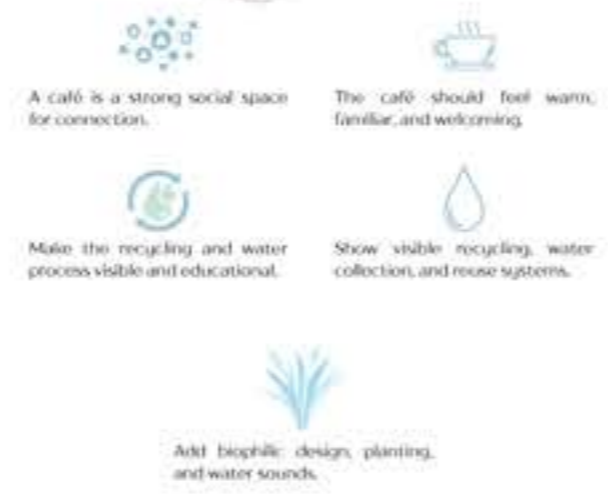 A café is a strong social space
for connection.
The café should feel warm,
familiar, and welcoming.
Make the recycling and water
process visible and educational.
Show visible recycling, water
collection, and reuse systems.
Add biophilic design, planting,
and water sounds.